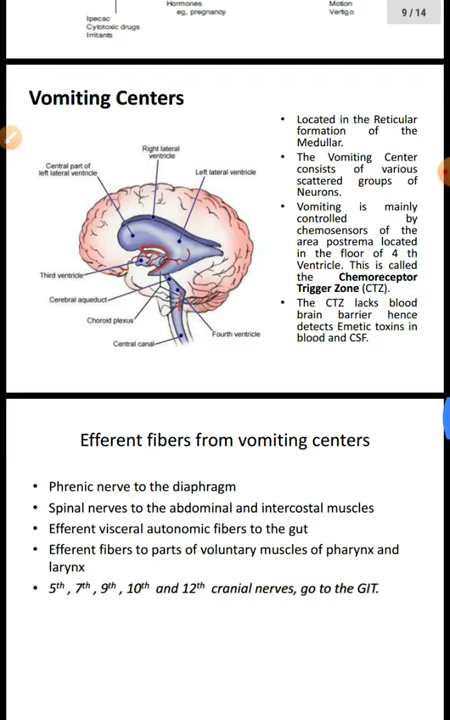 Hormones
eg, pregnancy
Motion
Vertigo
9 / 14
Ipecac
Cytotoxic drugs
Irritants
Vomiting Centers
Right lateral
ventricle
Central part of
left lateral ventricle
Left lateral ventricle
Third ventricle
Cerebral aqueduct
Choroid plexus
Fourth ventricle
Central canal
• Located in the Reticular
formation of the
Medullar.
• The Vomiting Center
consists of various
scattered groups of
Neurons.
• Vomiting is mainly
controlled by
chemosensors of the
area postrema located
in the floor of 4 th
Ventricle. This is called
the Chemoreceptor
Trigger Zone (CTZ).
• The CTZ lacks blood
brain barrier hence
detects Emetic toxins in
blood and CSF.
Efferent fibers from vomiting centers
• Phrenic nerve to the diaphragm
• Spinal nerves to the abdominal and intercostal muscles
• Efferent visceral autonomic fibers to the gut
• Efferent fibers to parts of voluntary muscles of pharynx and
larynx
• 5th , 7th , 9th , 10th and 12th cranial nerves, go to the GIT.